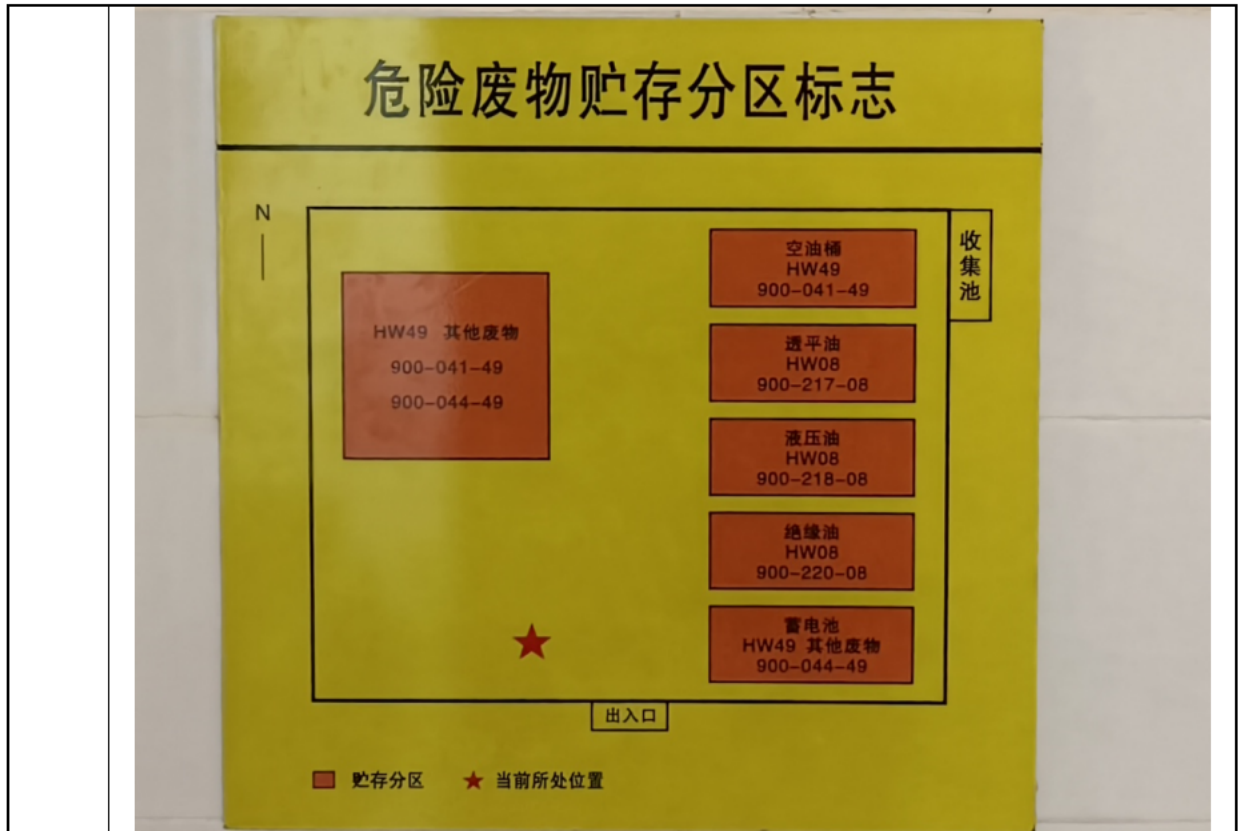 危险废物贮存分区标志
N
收集池
空油桶
HW49
900-041-49
HW49 其他废物
900-041-49
900-044-49
透平油
HW08
900-217-08
液压油
HW08
900-218-08
绝缘油
HW08
900-220-08
蓄电池
HW49 其他废物
900-044-49
出入口
贮存分区
当前所处位置